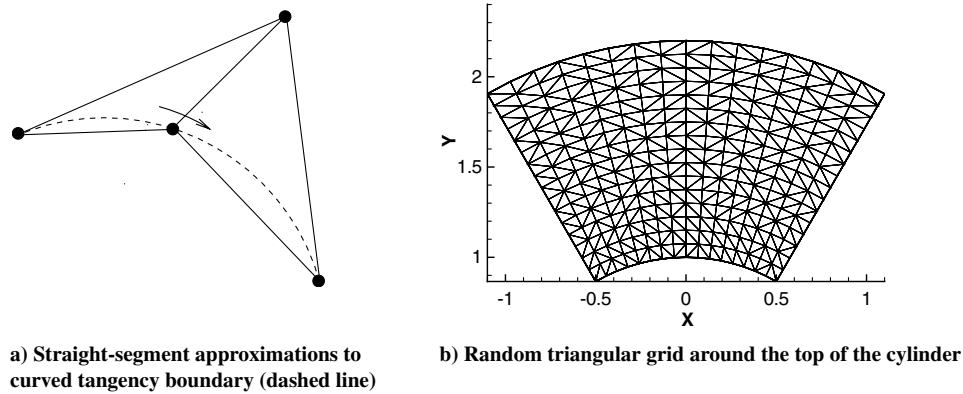 2
Y
1.5
1
-1
-0.5
0
0.5
1
X
a) Straight-segment approximations to
curved tangency boundary (dashed line)
b) Random triangular grid around the top of the cylinder